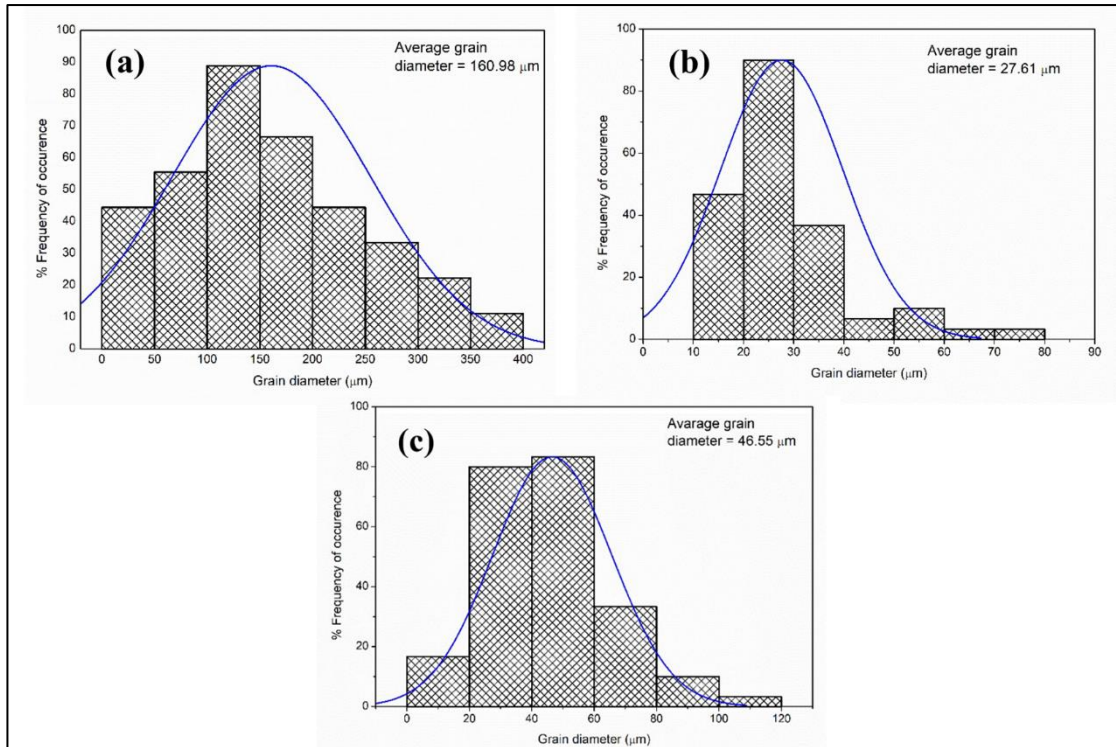 (a)
Average grain
diameter = 160.98 μm
% Frequency of occurence
100
90
80
70
60
50
40
30
20
10
0
0 50 100 150 200 250 300 350 400
Grain diameter (μm)
(b)
Average grain
diameter = 27.61 μm
% Frequency of occurence
100
80
60
40
20
0
0 10 20 30 40 50 60 70 80 90
Grain diameter (μm)
(c)
Avarage grain
diameter = 46.55 μm
% Frequency of occurence
100
80
60
40
20
0
0 20 40 60 80 100 120
Grain diameter (μm)